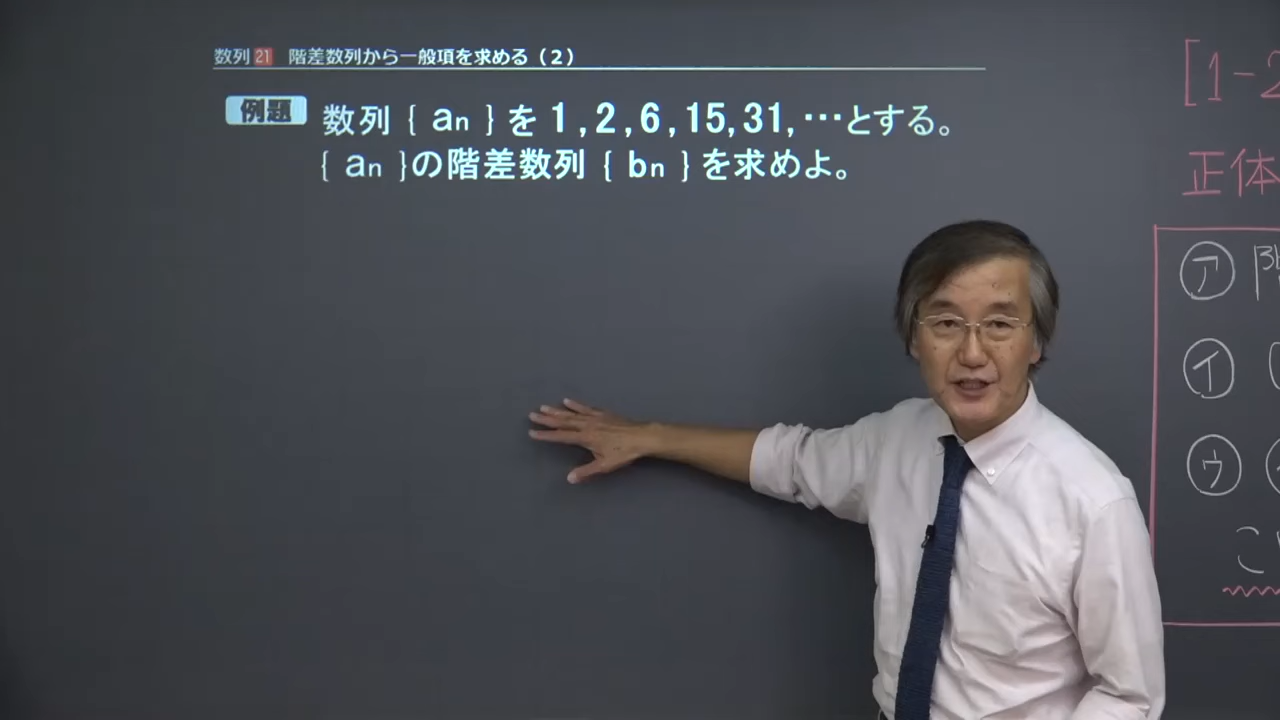 数列 21 階差数列から一般項を求める（2）
例題 数列 { an } を 1 , 2 , 6 , 15 , 31 , …とする。
{ an }の階差数列 { bn } を求めよ。
[1-2
正体
ア 階
イ
ウ
こ